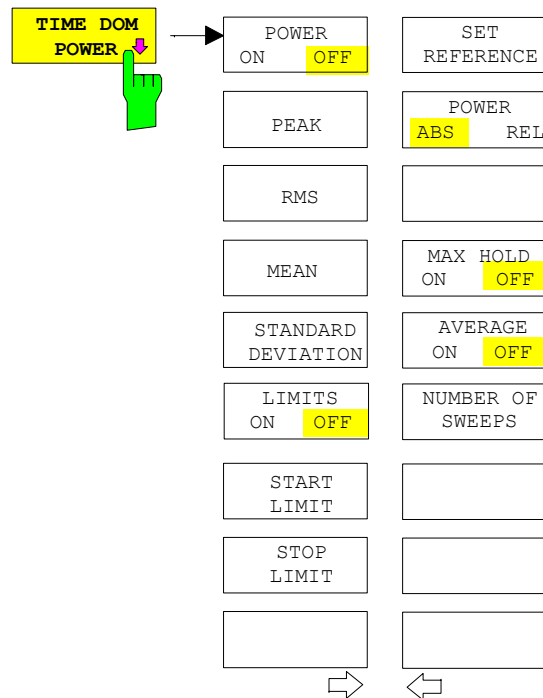 TIME DOM
POWER
POWER
ON OFF
PEAK
RMS
MEAN
STANDARD
DEVIATION
LIMITS
ON OFF
START
LIMIT
STOP
LIMIT
SET
REFERENCE
POWER
ABS REL
MAX HOLD
ON OFF
AVERAGE
ON OFF
NUMBER OF
SWEEPS